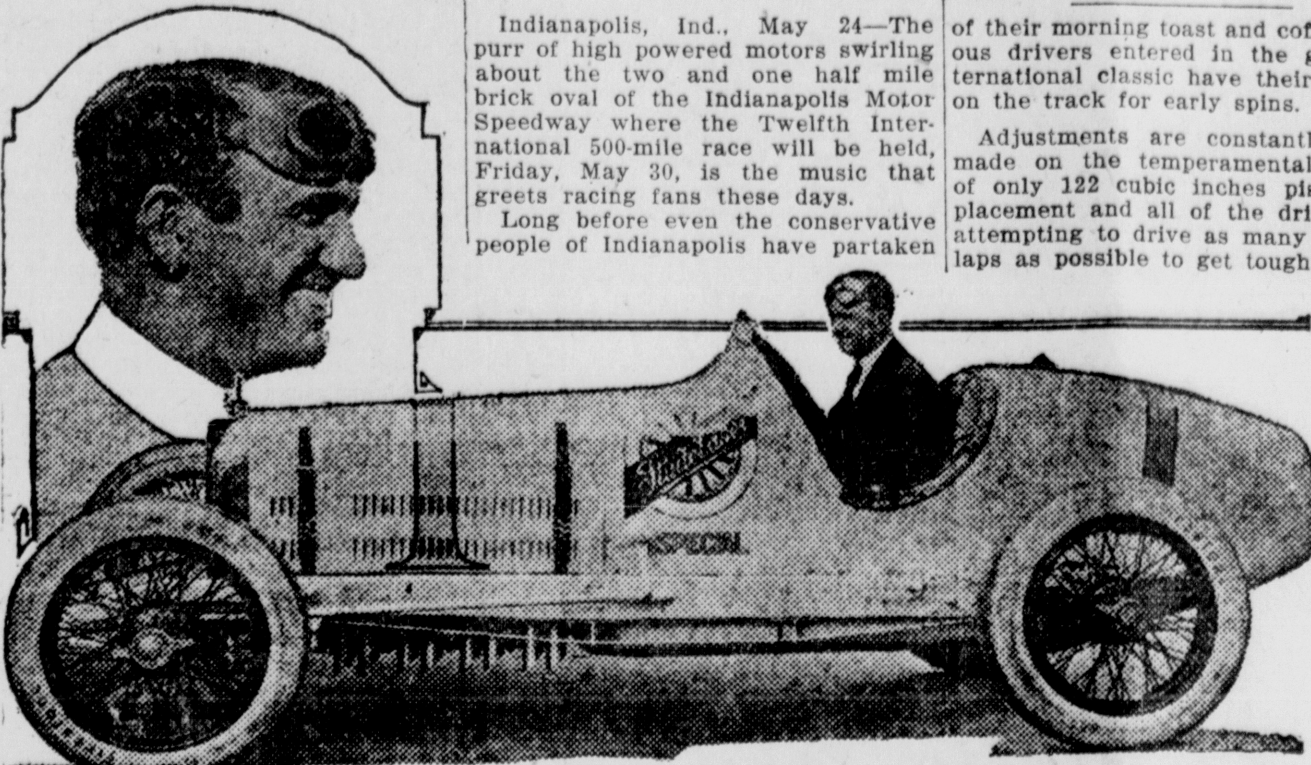 Indianapolis, Ind., May 24—The
purr of high powered motors swirling
about the two and one half mile
brick oval of the Indianapolis Motor
Speedway where the Twelfth Inter-
national 500-mile race will be held,
Friday, May 30, is the music that
greets racing fans these days.
Long before even the conservative
people of Indianapolis have partaken
of their morning toast and cof
ous drivers entered in the g
ternational classic have their
on the track for early spins.
Adjustments are constantl
made on the temperamental
of only 122 cubic inches pis
placement and all of the dri
attempting to drive as many
laps as possible to get tough
Studebaker
SPECIAL